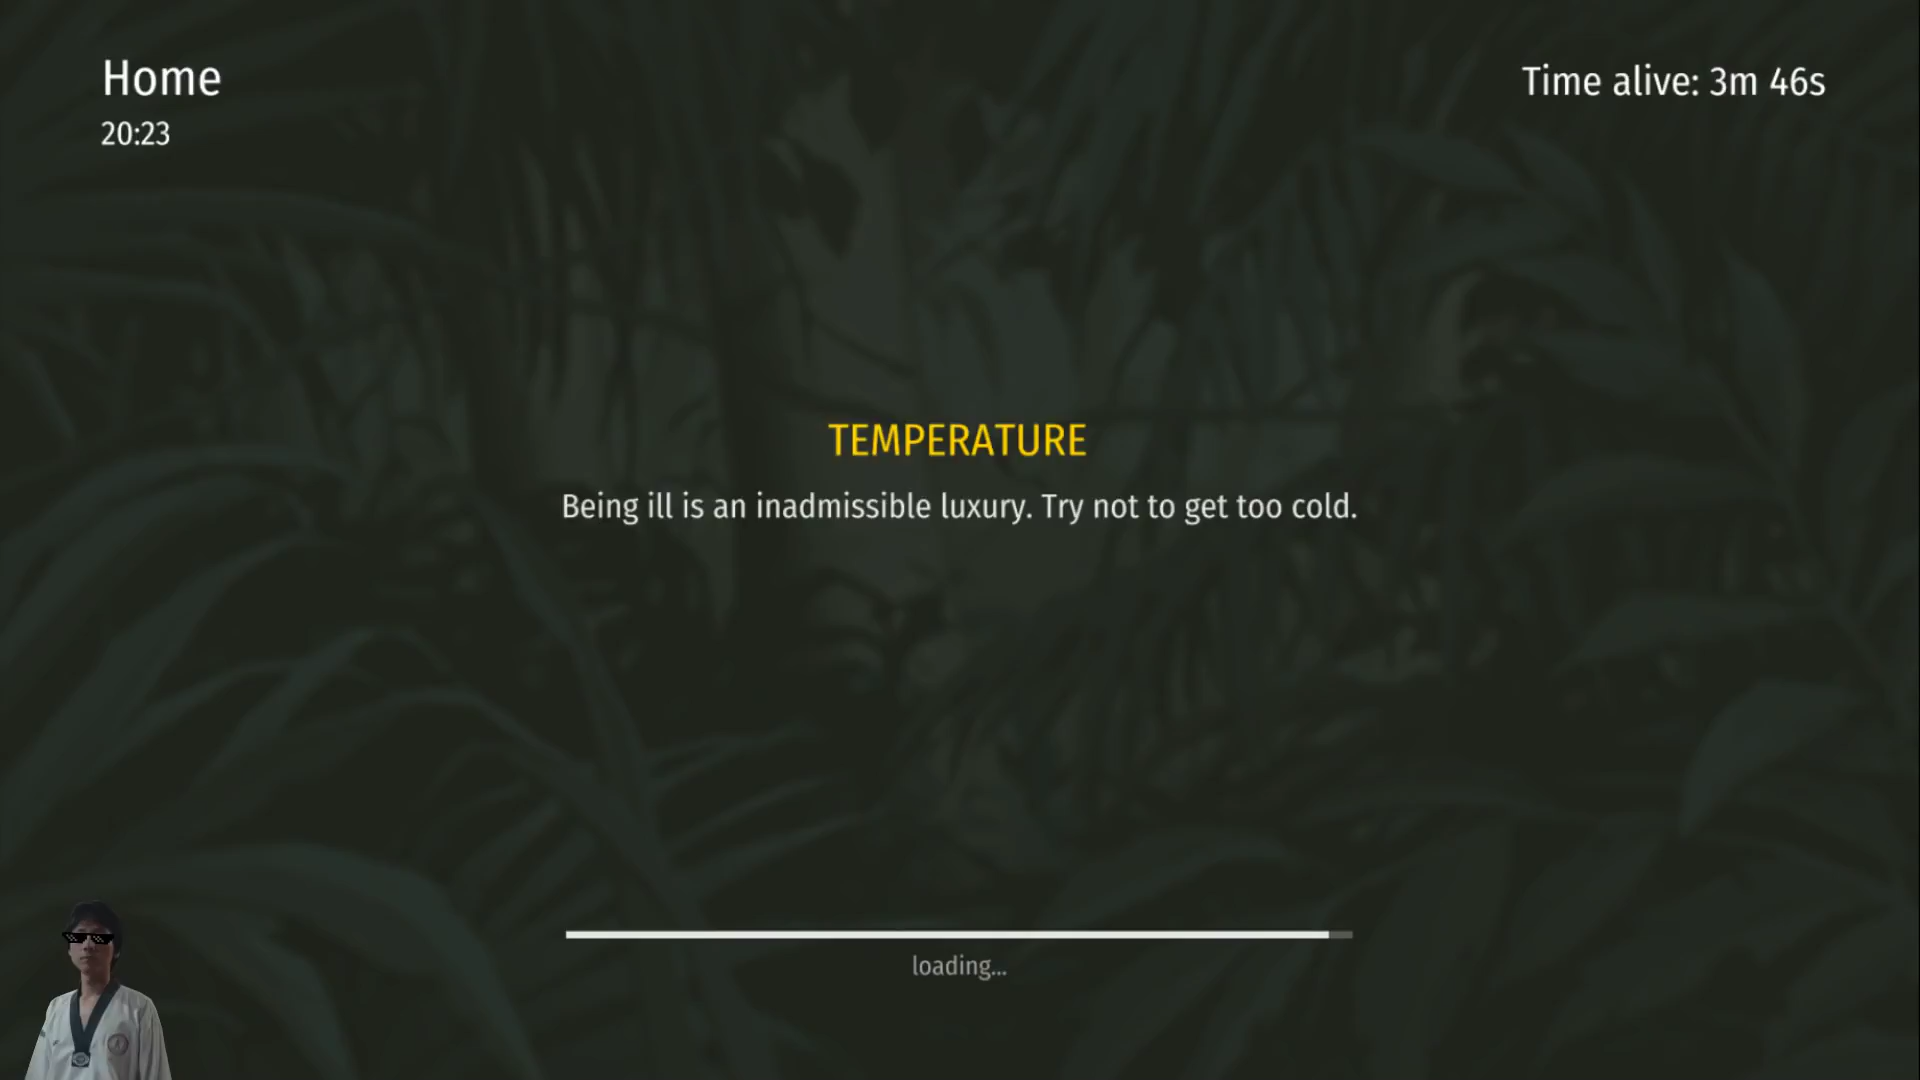 Home
20:23
Time alive: 3m 46s
TEMPERATURE
Being ill is an inadmissible luxury. Try not to get too cold.
loading...